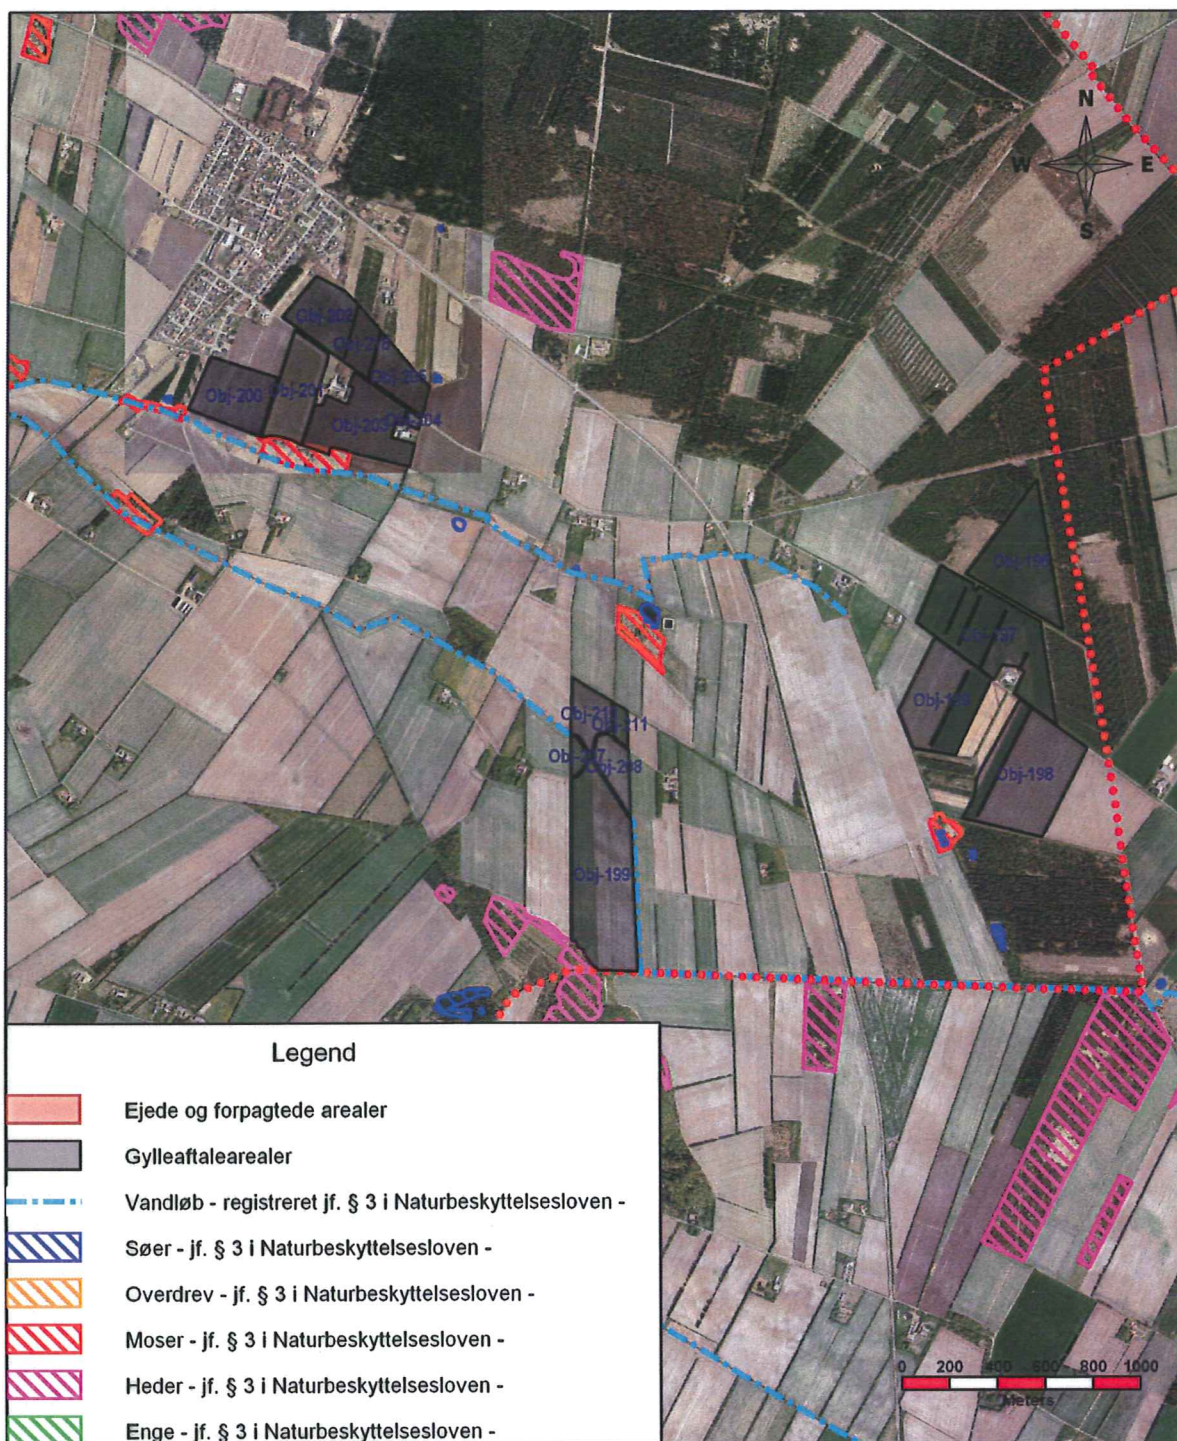 N
W E
S
Obj-202
Obj-200
Obj-201
Obj-203
Obj-196
Obj-197
Obj-211
Obj-208
Obj-198
Obj-199
Legend
Ejede og forpagtede arealer
Gylleaftalearealer
Vandløb - registreret jf. § 3 i Naturbeskyttelsesloven -
Søer - jf. § 3 i Naturbeskyttelsesloven -
Overdrev - jf. § 3 i Naturbeskyttelsesloven -
Moser - jf. § 3 i Naturbeskyttelsesloven -
Heder - jf. § 3 i Naturbeskyttelsesloven -
Enge - jf. § 3 i Naturbeskyttelsesloven -
0 200 400 600 800 1000
Meters